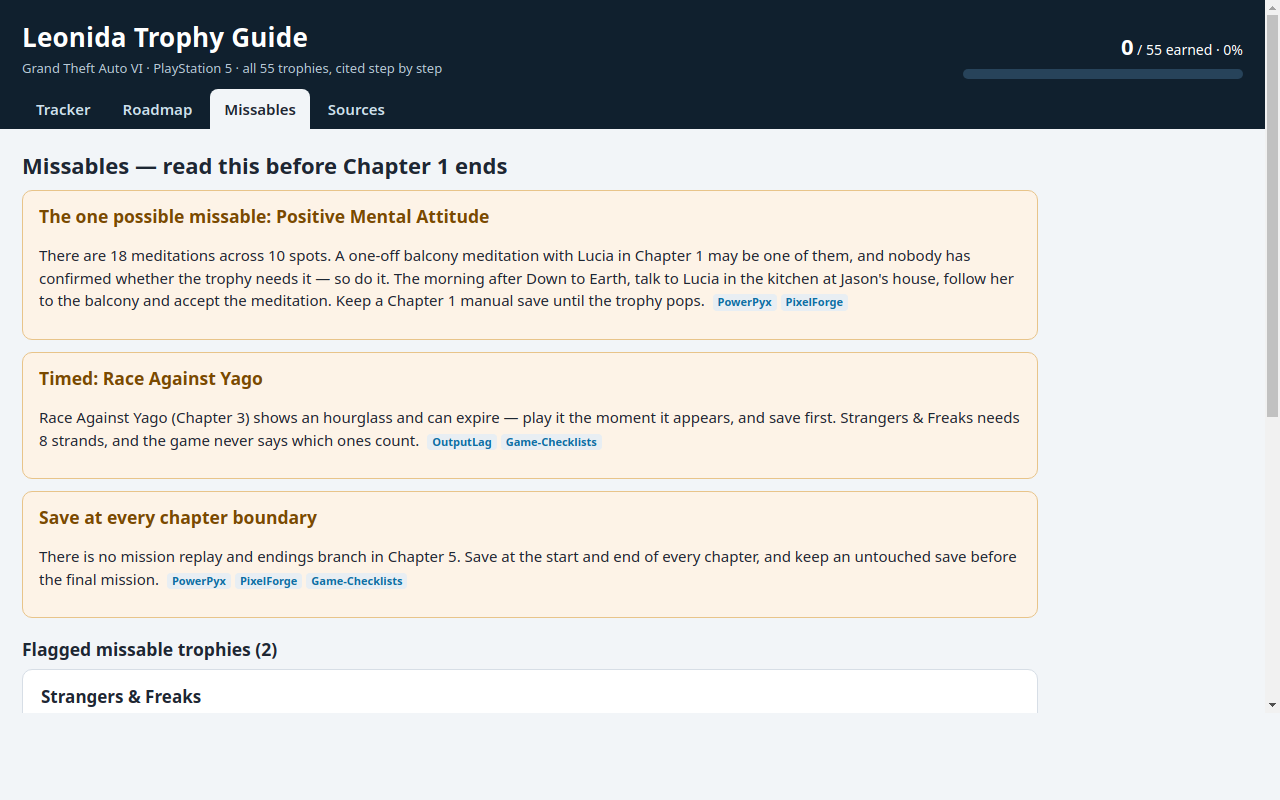 Leonida Trophy Guide
Grand Theft Auto VI · PlayStation 5 · all 55 trophies, cited step by step
0 / 55 earned · 0%
Tracker Roadmap Missables Sources
Missables — read this before Chapter 1 ends
The one possible missable: Positive Mental Attitude
There are 18 meditations across 10 spots. A one-off balcony meditation with Lucia in Chapter 1 may be one of them, and nobody has
confirmed whether the trophy needs it — so do it. The morning after Down to Earth, talk to Lucia in the kitchen at Jason's house, follow her
to the balcony and accept the meditation. Keep a Chapter 1 manual save until the trophy pops. PowerPyx PixelForge
Timed: Race Against Yago
Race Against Yago (Chapter 3) shows an hourglass and can expire — play it the moment it appears, and save first. Strangers & Freaks needs
8 strands, and the game never says which ones count. OutputLag Game-Checklists
Save at every chapter boundary
There is no mission replay and endings branch in Chapter 5. Save at the start and end of every chapter, and keep an untouched save before
the final mission. PowerPyx PixelForge Game-Checklists
Flagged missable trophies (2)
Strangers & Freaks